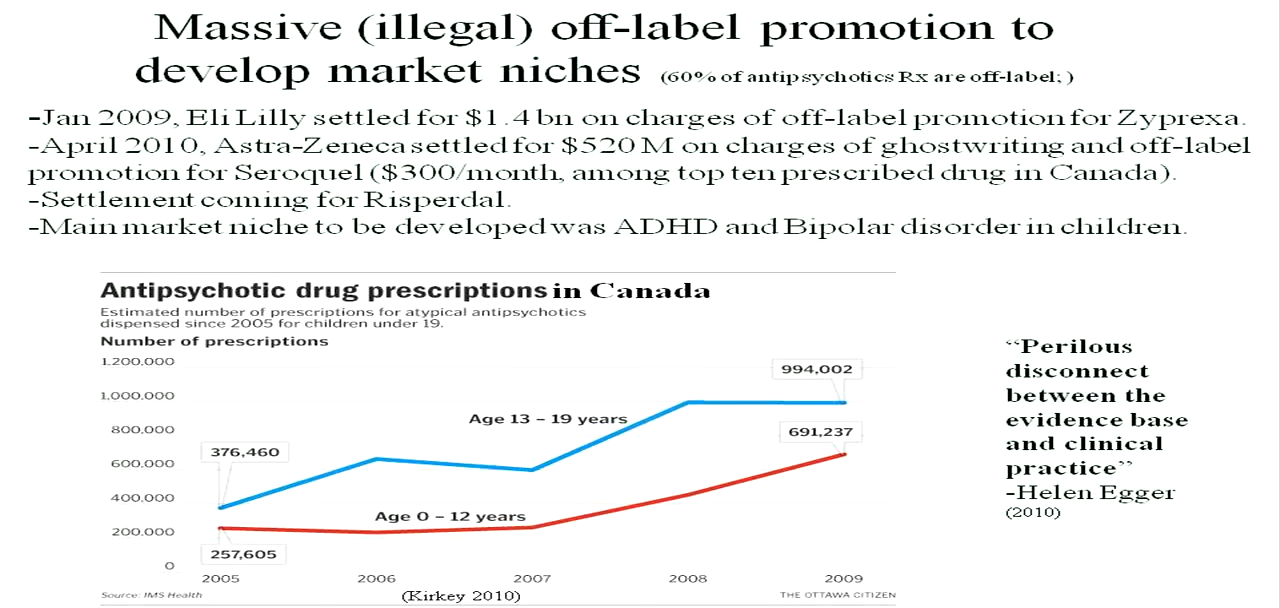 Massive (illegal) off-label promotion to
develop market niches (60% of antipsychotics Rx are off-label; )
-Jan 2009, Eli Lilly settled for $1.4 bn on charges of off-label promotion for Zyprexa.
-April 2010, Astra-Zeneca settled for $520 M on charges of ghostwriting and off-label
promotion for Seroquel ($300/month, among top ten prescribed drug in Canada).
-Settlement coming for Risperdal.
-Main market niche to be developed was ADHD and Bipolar disorder in children.
Antipsychotic drug prescriptions in Canada
Estimated number of prescriptions for atypical antipsychotics
dispensed since 2005 for children under 19.
Number of prescriptions
1,200,000
1,000,000
800,000
600,000
400,000
200,000
0
376,460
257,605
Age 13 – 19 years
Age 0 – 12 years
994,002
691,237
2005 2006 2007 2008 2009
Source: IMS Health
(Kirkey 2010)
THE OTTAWA CITIZEN
“Perilous
disconnect
between the
evidence base
and clinical
practice”
-Helen Egger
(2010)